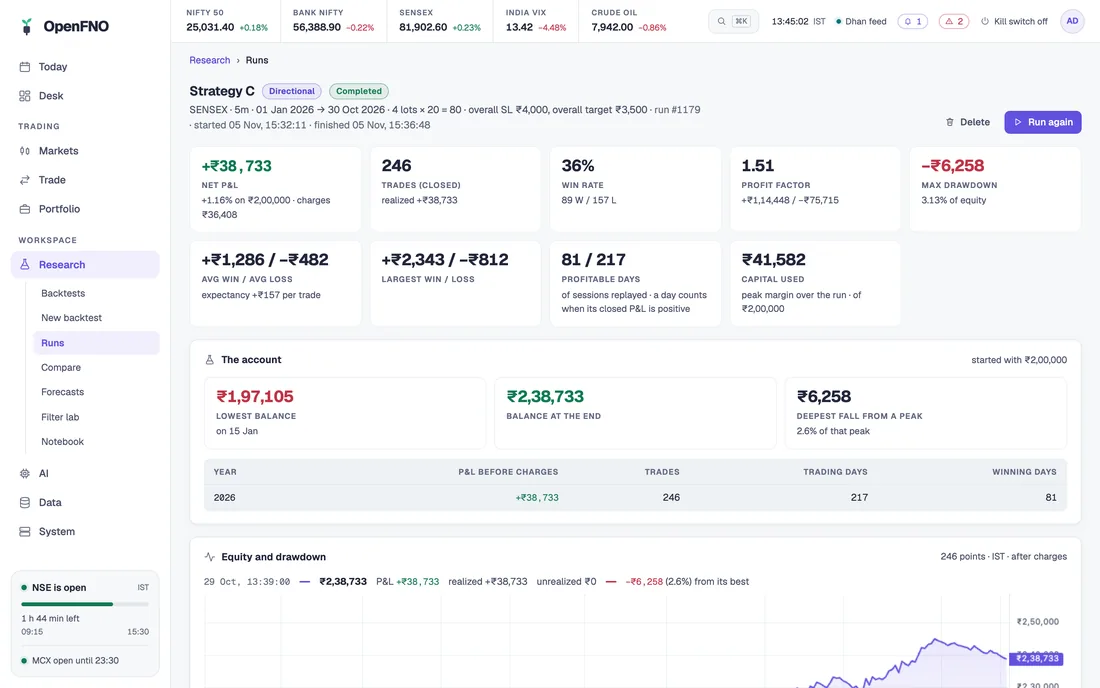 OpenFNO
NIFTY 50
25,031.40 +0.18%
BANK NIFTY
56,388.90 −0.22%
SENSEX
81,902.60 +0.23%
INDIA VIX
13.42 −4.48%
CRUDE OIL
7,942.00 −0.86%
⌘K
13:45:02 IST
Dhan feed
1
2
Kill switch off
AD
Today
Desk
TRADING
Markets
Trade
Portfolio
WORKSPACE
Research
Backtests
New backtest
Runs
Compare
Forecasts
Filter lab
Notebook
AI
Data
System
NSE is open IST
1 h 44 min left
09:15 15:30
MCX open until 23:30
Research › Runs
Strategy C Directional Completed
SENSEX · 5m · 01 Jan 2026 → 30 Oct 2026 · 4 lots × 20 = 80 · overall SL ₹4,000, overall target ₹3,500 · run #1179
· started 05 Nov, 15:32:11 · finished 05 Nov, 15:36:48
Delete
Run again
+₹38,733
NET P&L
+1.16% on ₹2,00,000 · charges
₹36,408
246
TRADES (CLOSED)
realized +₹38,733
36%
WIN RATE
89 W / 157 L
1.51
PROFIT FACTOR
+₹1,14,448 / −₹75,715
−₹6,258
MAX DRAWDOWN
3.13% of equity
+₹1,286 / −₹482
AVG WIN / AVG LOSS
expectancy +₹157 per trade
+₹2,343 / −₹812
LARGEST WIN / LOSS
81 / 217
PROFITABLE DAYS
of sessions replayed · a day counts
when its closed P&L is positive
₹41,582
CAPITAL USED
peak margin over the run · of
₹2,00,000
The account
started with ₹2,00,000
₹1,97,105
LOWEST BALANCE
on 15 Jan
₹2,38,733
BALANCE AT THE END
₹6,258
DEEPEST FALL FROM A PEAK
2.6% of that peak
YEAR P&L BEFORE CHARGES TRADES TRADING DAYS WINNING DAYS
2026 +₹38,733 246 217 81
Equity and drawdown
246 points · IST · after charges
29 Oct, 13:39:00 ₹2,38,733 P&L +₹38,733 realized +₹38,733 unrealized ₹0 −₹6,258 (2.6%) from its best
₹2,50,000
₹2,38,733
₹2,30,000